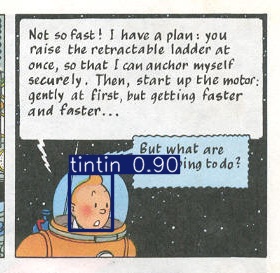 Not so fast! I have a plan: you
raise the retractable ladder at
once, so that I can anchor myself
securely. Then, start up the motor:
gently at first, but getting faster
and faster...
But what are
tintin 0.90
ing to do?